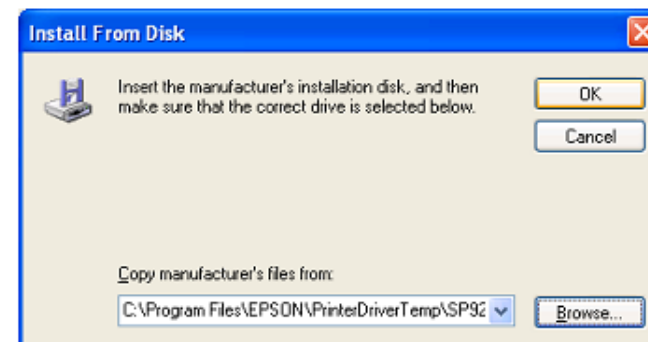 Install From Disk
Insert the manufacturer's installation disk, and then
make sure that the correct drive is selected below.
OK
Cancel
Copy manufacturer's files from:
C:\Program Files\EPSON\PrinterDriverTemp\SP92
Browse...